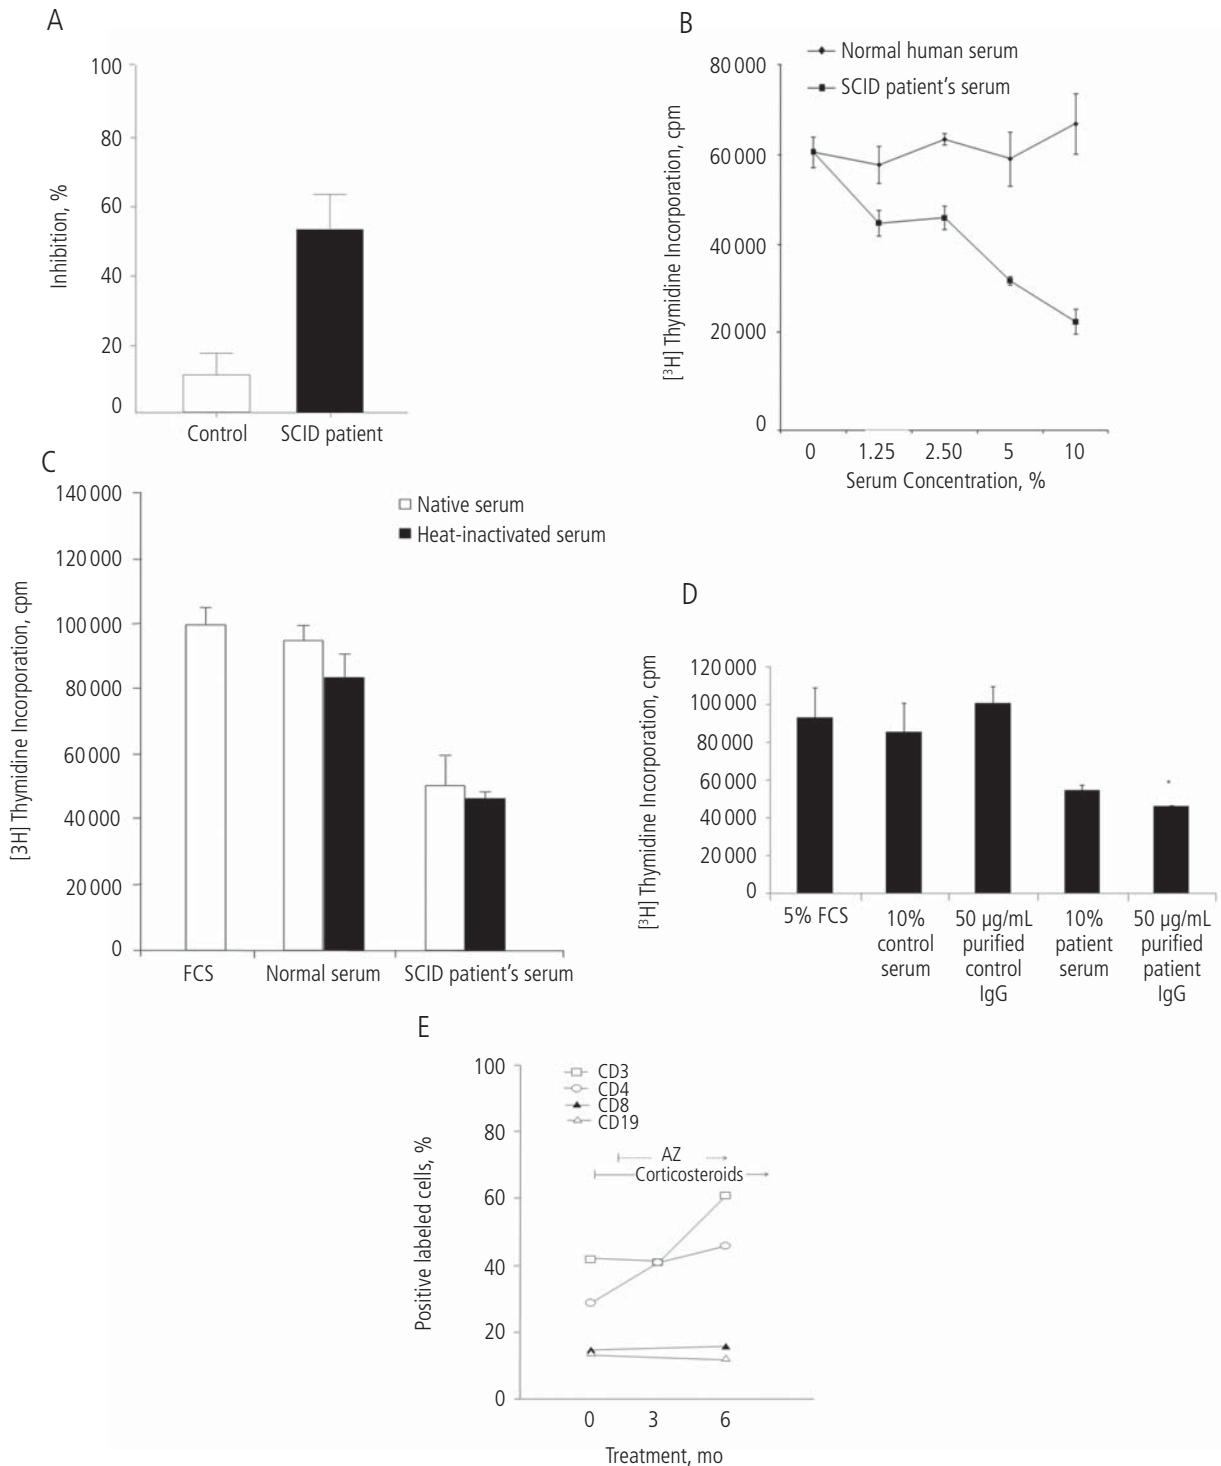 A
100
80
60
40
20
0
Inhibition, %
Control
SCID patient
B
Normal human serum
SCID patient's serum
80 000
60 000
40 000
20 000
0
[³H] Thymidine Incorporation, cpm
0 1.25 2.50 5 10
Serum Concentration, %
C
Native serum
Heat-inactivated serum
140 000
120 000
100 000
80 000
60 000
40 000
20 000
0
[3H] Thymidine Incorporation, cpm
FCS
Normal serum
SCID patient's serum
D
120 000
100 000
80 000
60 000
40 000
20 000
0
[³H] Thymidine Incorporation, cpm
*
5% FCS
10%
control
serum
50 µg/mL
purified
control
IgG
10%
patient
serum
50 µg/mL
purified
patient
IgG
E
CD3
CD4
CD8
CD19
AZ
Corticosteroids
100
80
60
40
20
0
Positive labeled cells, %
0 3 6
Treatment, mo